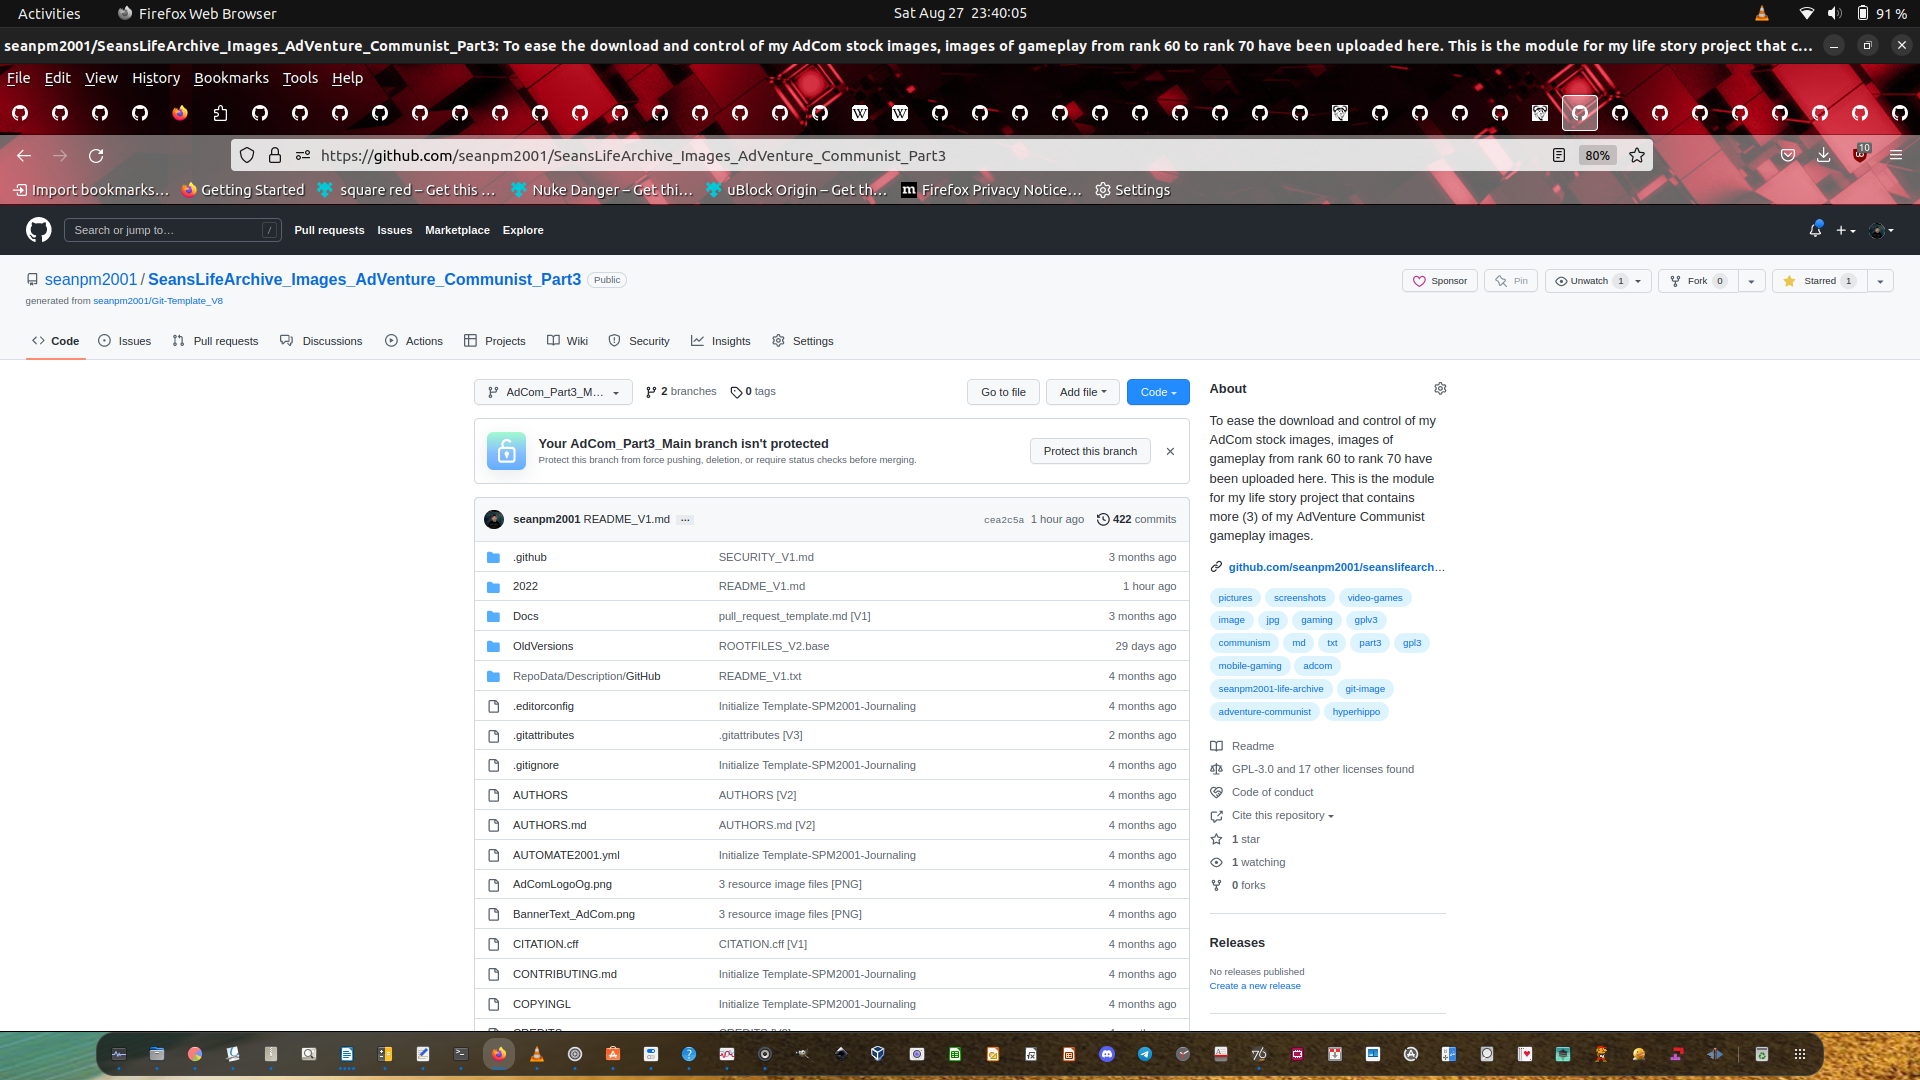 Activities
Firefox Web Browser
Sat Aug 27  23:40:05
91 %
seanpm2001/SeansLifeArchive_Images_AdVenture_Communist_Part3: To ease the download and control of my AdCom stock images, images of gameplay from rank 60 to rank 70 have been uploaded here. This is the module for my life story project that c…
File Edit View History Bookmarks Tools Help
https://github.com/seanpm2001/SeansLifeArchive_Images_AdVenture_Communist_Part3
80%
10
Import bookmarks…
Getting Started
square red – Get this …
Nuke Danger – Get thi…
uBlock Origin – Get th…
Firefox Privacy Notice…
Settings
Search or jump to…
/
Pull requests Issues Marketplace Explore
seanpm2001 / SeansLifeArchive_Images_AdVenture_Communist_Part3
Public
generated from seanpm2001/Git-Template_V8
Sponsor
Pin
Unwatch 1
Fork 0
Starred 1
Code
Issues
Pull requests
Discussions
Actions
Projects
Wiki
Security
Insights
Settings
AdCom_Part3_M…
2 branches
0 tags
Go to file
Add file
Code
Your AdCom_Part3_Main branch isn't protected
Protect this branch from force pushing, deletion, or require status checks before merging.
Protect this branch
seanpm2001 README_V1.md …
cea2c5a 1 hour ago
422 commits
.github SECURITY_V1.md 3 months ago
2022 README_V1.md 1 hour ago
Docs pull_request_template.md [V1] 3 months ago
OldVersions ROOTFILES_V2.base 29 days ago
RepoData/Description/GitHub README_V1.txt 4 months ago
.editorconfig Initialize Template-SPM2001-Journaling 4 months ago
.gitattributes .gitattributes [V3] 2 months ago
.gitignore Initialize Template-SPM2001-Journaling 4 months ago
AUTHORS AUTHORS [V2] 4 months ago
AUTHORS.md AUTHORS.md [V2] 4 months ago
AUTOMATE2001.yml Initialize Template-SPM2001-Journaling 4 months ago
AdComLogoOg.png 3 resource image files [PNG] 4 months ago
BannerText_AdCom.png 3 resource image files [PNG] 4 months ago
CITATION.cff CITATION.cff [V1] 4 months ago
CONTRIBUTING.md Initialize Template-SPM2001-Journaling 4 months ago
COPYINGL Initialize Template-SPM2001-Journaling 4 months ago
About
To ease the download and control of my
AdCom stock images, images of
gameplay from rank 60 to rank 70 have
been uploaded here. This is the module
for my life story project that contains
more (3) of my AdVenture Communist
gameplay images.
github.com/seanpm2001/seanslifearch…
pictures screenshots video-games
image jpg gaming gplv3
communism md txt part3 gpl3
mobile-gaming adcom
seanpm2001-life-archive git-image
adventure-communist hyperhippo
Readme
GPL-3.0 and 17 other licenses found
Code of conduct
Cite this repository
1 star
1 watching
0 forks
Releases
No releases published
Create a new release